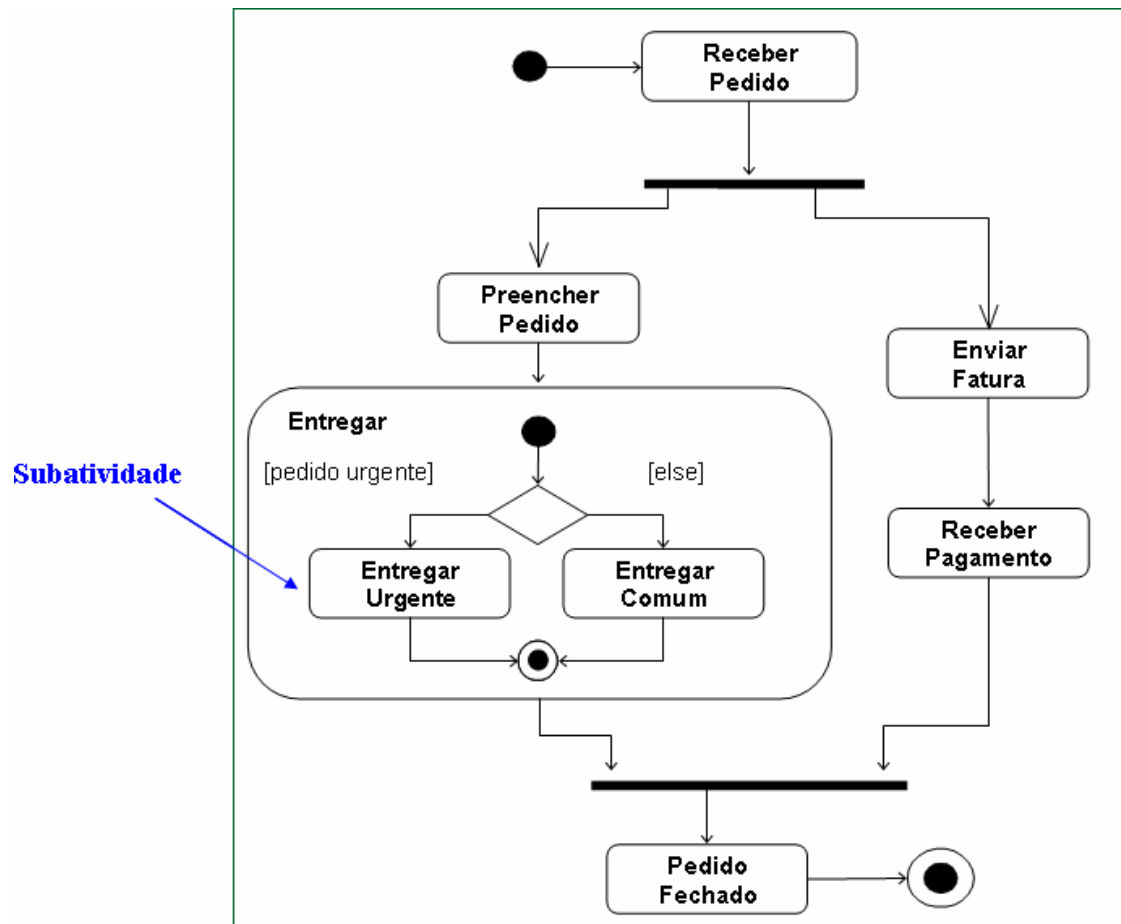 Receber
Pedido
Preencher
Pedido
Enviar
Fatura
Entregar
[pedido urgente]
[else]
Subatividade
Receber
Pagamento
Entregar
Urgente
Entregar
Comum
Pedido
Fechado